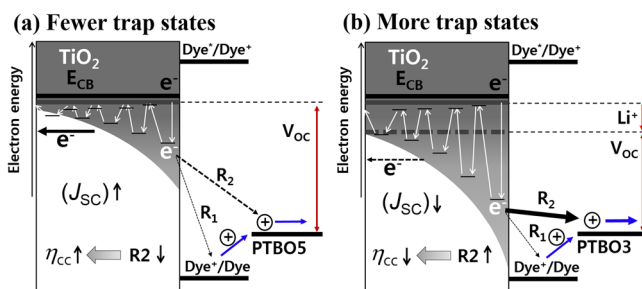 (a) Fewer trap states
Dye*/Dye+
TiO2
ECB
e-
Electron energy
e-
e-
VOC
R2
(JSC)↑
R1
+
+
PTBO5
ηCC↑ R2↓
Dye+/Dye
(b) More trap states
Dye*/Dye+
TiO2
ECB
e-
Electron energy
Li+
e-
e-
VOC
R2
(JSC)↓
R1
+
+
PTBO3
ηCC↓ R2↑
Dye+/Dye